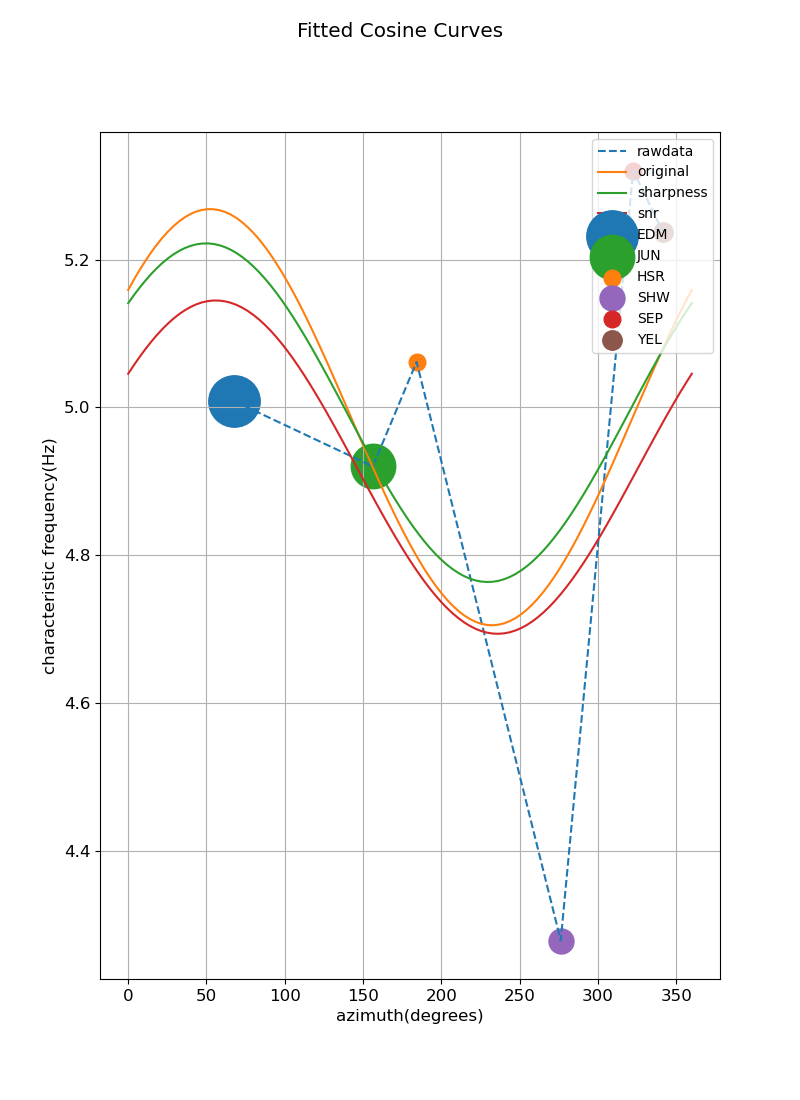 Fitted Cosine Curves
rawdata
original
sharpness
snr
EDM
JUN
HSR
SHW
SEP
YEL
characteristic frequency(Hz)
5.2
5.0
4.8
4.6
4.4
0 50 100 150 200 250 300 350
azimuth(degrees)